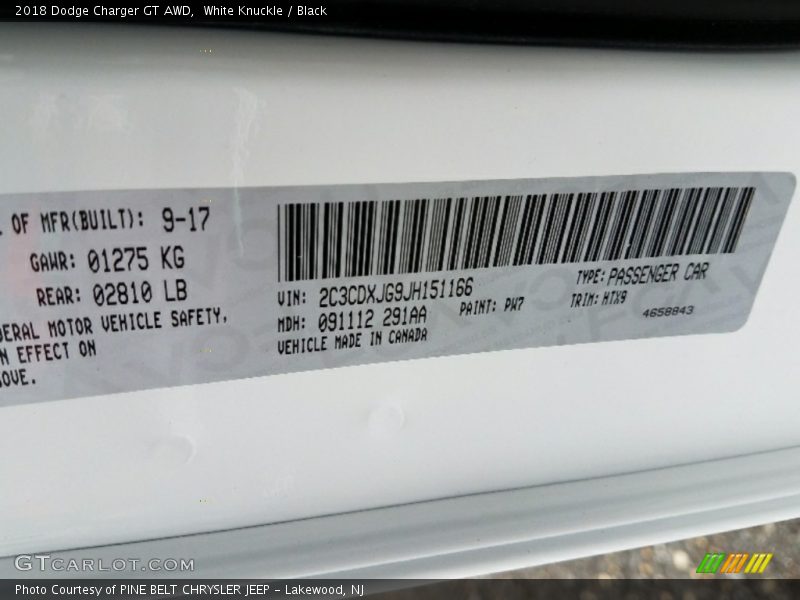 2018 Dodge Charger GT AWD, White Knuckle / Black
OF MFR(BUILT): 9-17
GAWR: 01275 KG
REAR: 02810 LB
DERAL MOTOR VEHICLE SAFETY,
N EFFECT ON
OVE.
VIN: 2C3CDXJG9JH151166
MDH: 091112 291AA
VEHICLE MADE IN CANADA
PAINT: PW7
TYPE: PASSENGER CAR
TRIM: HTX9
4658843
GTCARLOT.COM
Photo Courtesy of PINE BELT CHRYSLER JEEP - Lakewood, NJ